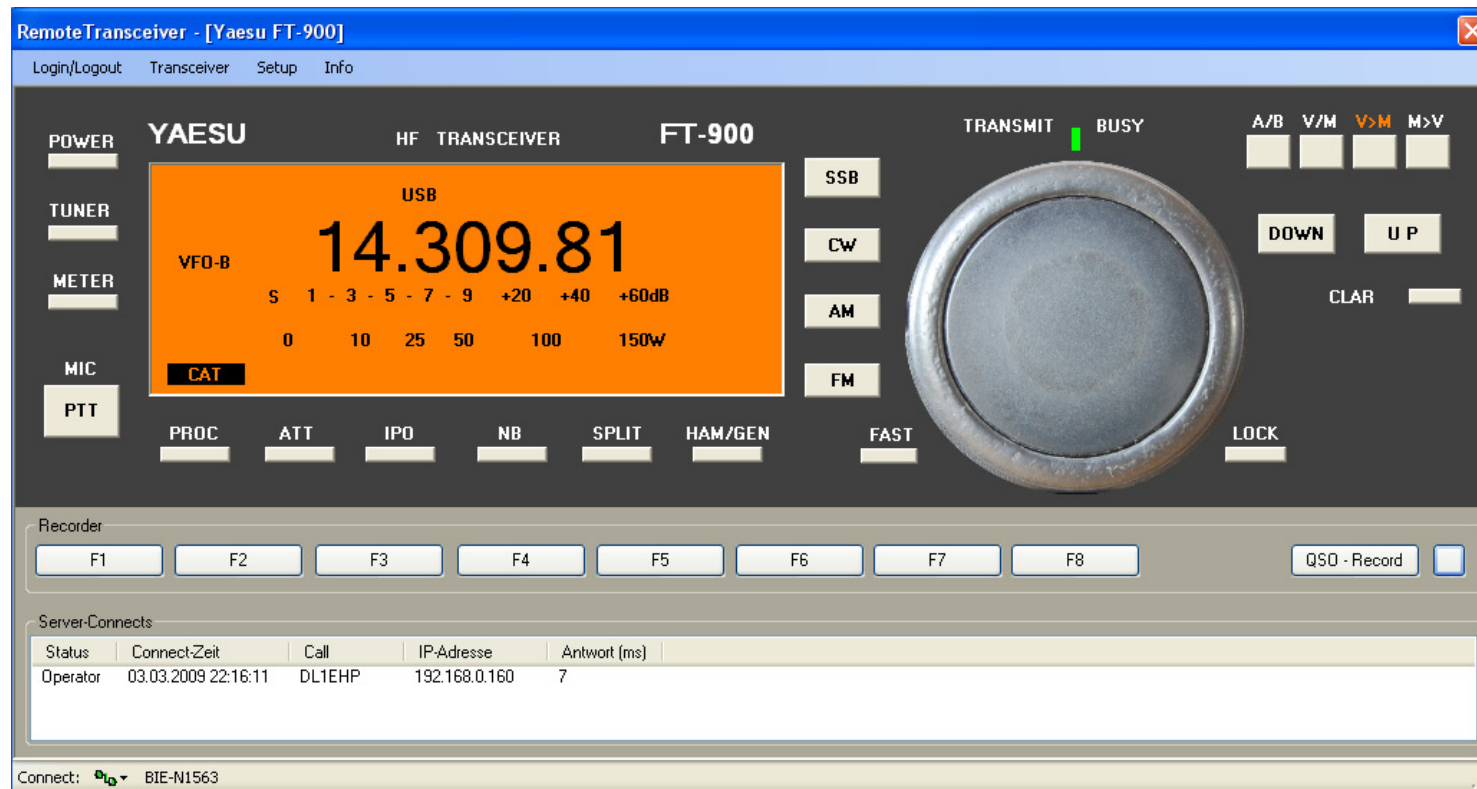 RemoteTransceiver - [Yaesu FT-900]
Login/Logout Transceiver Setup Info
POWER
YAESU HF TRANSCEIVER FT-900
TRANSMIT BUSY
A/B V/M V>M M>V
USB
SSB
TUNER
14.309.81
VFO-B
CW
DOWN U P
METER
S 1 - 3 - 5 - 7 - 9 +20 +40 +60dB
CLAR
AM
0 10 25 50 100 150W
MIC
CAT
FM
PTT
PROC ATT IPO NB SPLIT HAM/GEN FAST LOCK
Recorder
F1 F2 F3 F4 F5 F6 F7 F8 QSO - Record
Server-Connects
Status Connect-Zeit Call IP-Adresse Antwort (ms)
Operator 03.03.2009 22:16:11 DL1EHP 192.168.0.160 7
Connect: BIE-N1563